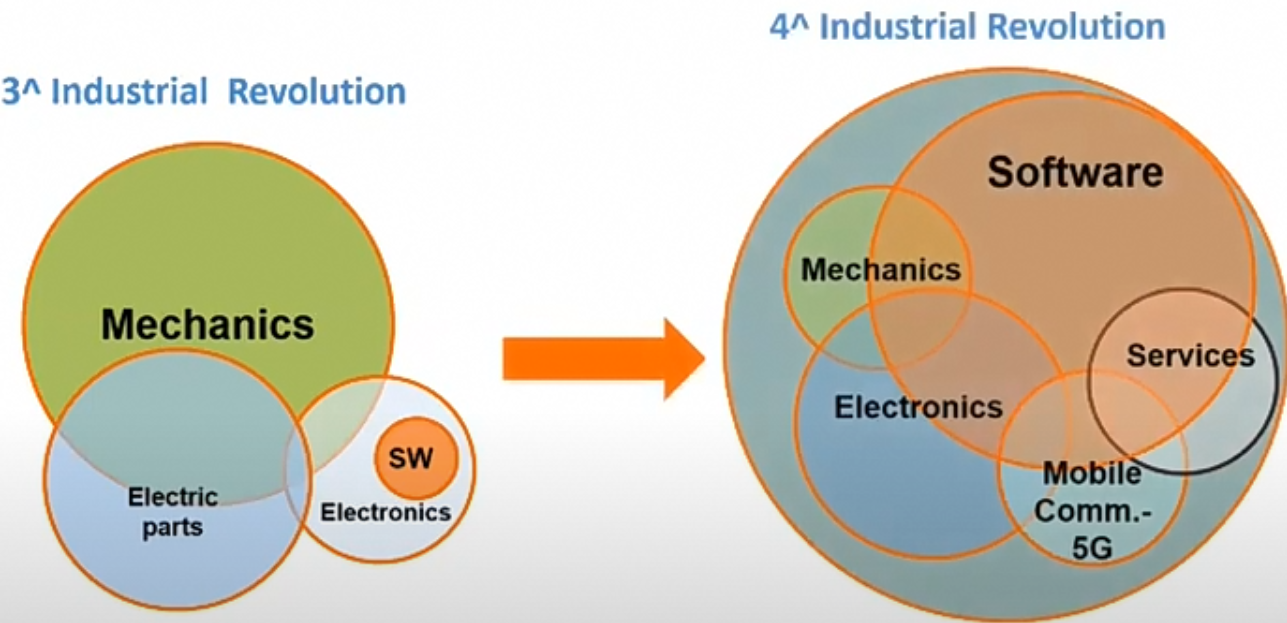 3^ Industrial Revolution
Mechanics
Electric
parts
SW
Electronics
4^ Industrial Revolution
Software
Mechanics
Services
Electronics
Mobile
Comm.-
5G